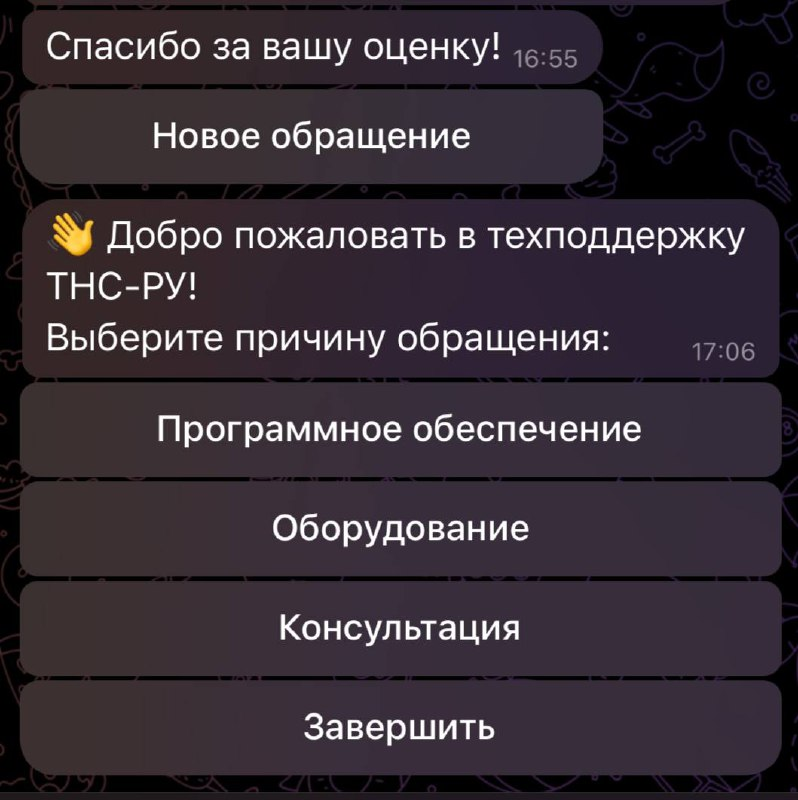 Спасибо за вашу оценку! 16:55
Новое обращение
👋 Добро пожаловать в техподдержку
ТНС-РУ!
Выберите причину обращения: 17:06
Программное обеспечение
Оборудование
Консультация
Завершить